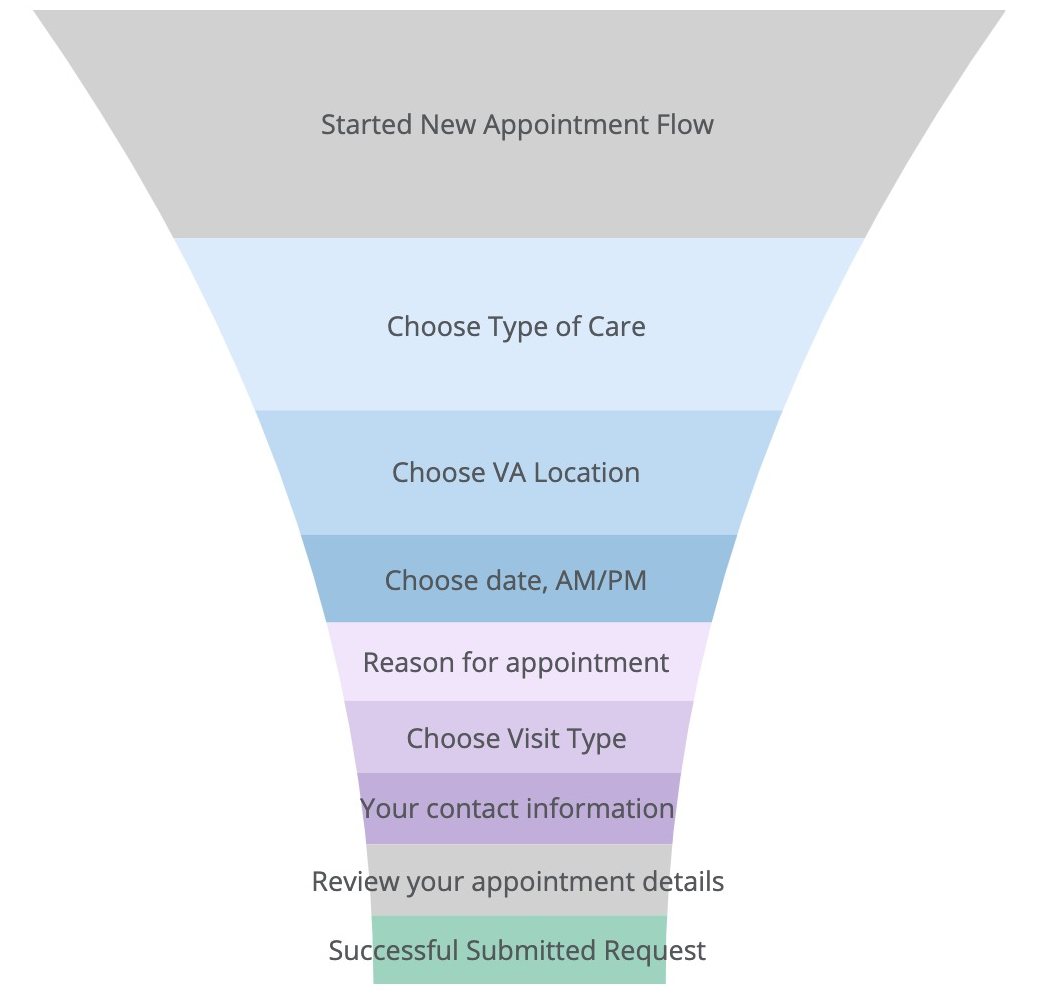 Started New Appointment Flow
Choose Type of Care
Choose VA Location
Choose date, AM/PM
Reason for appointment
Choose Visit Type
Your contact information
Review your appointment details
Successful Submitted Request